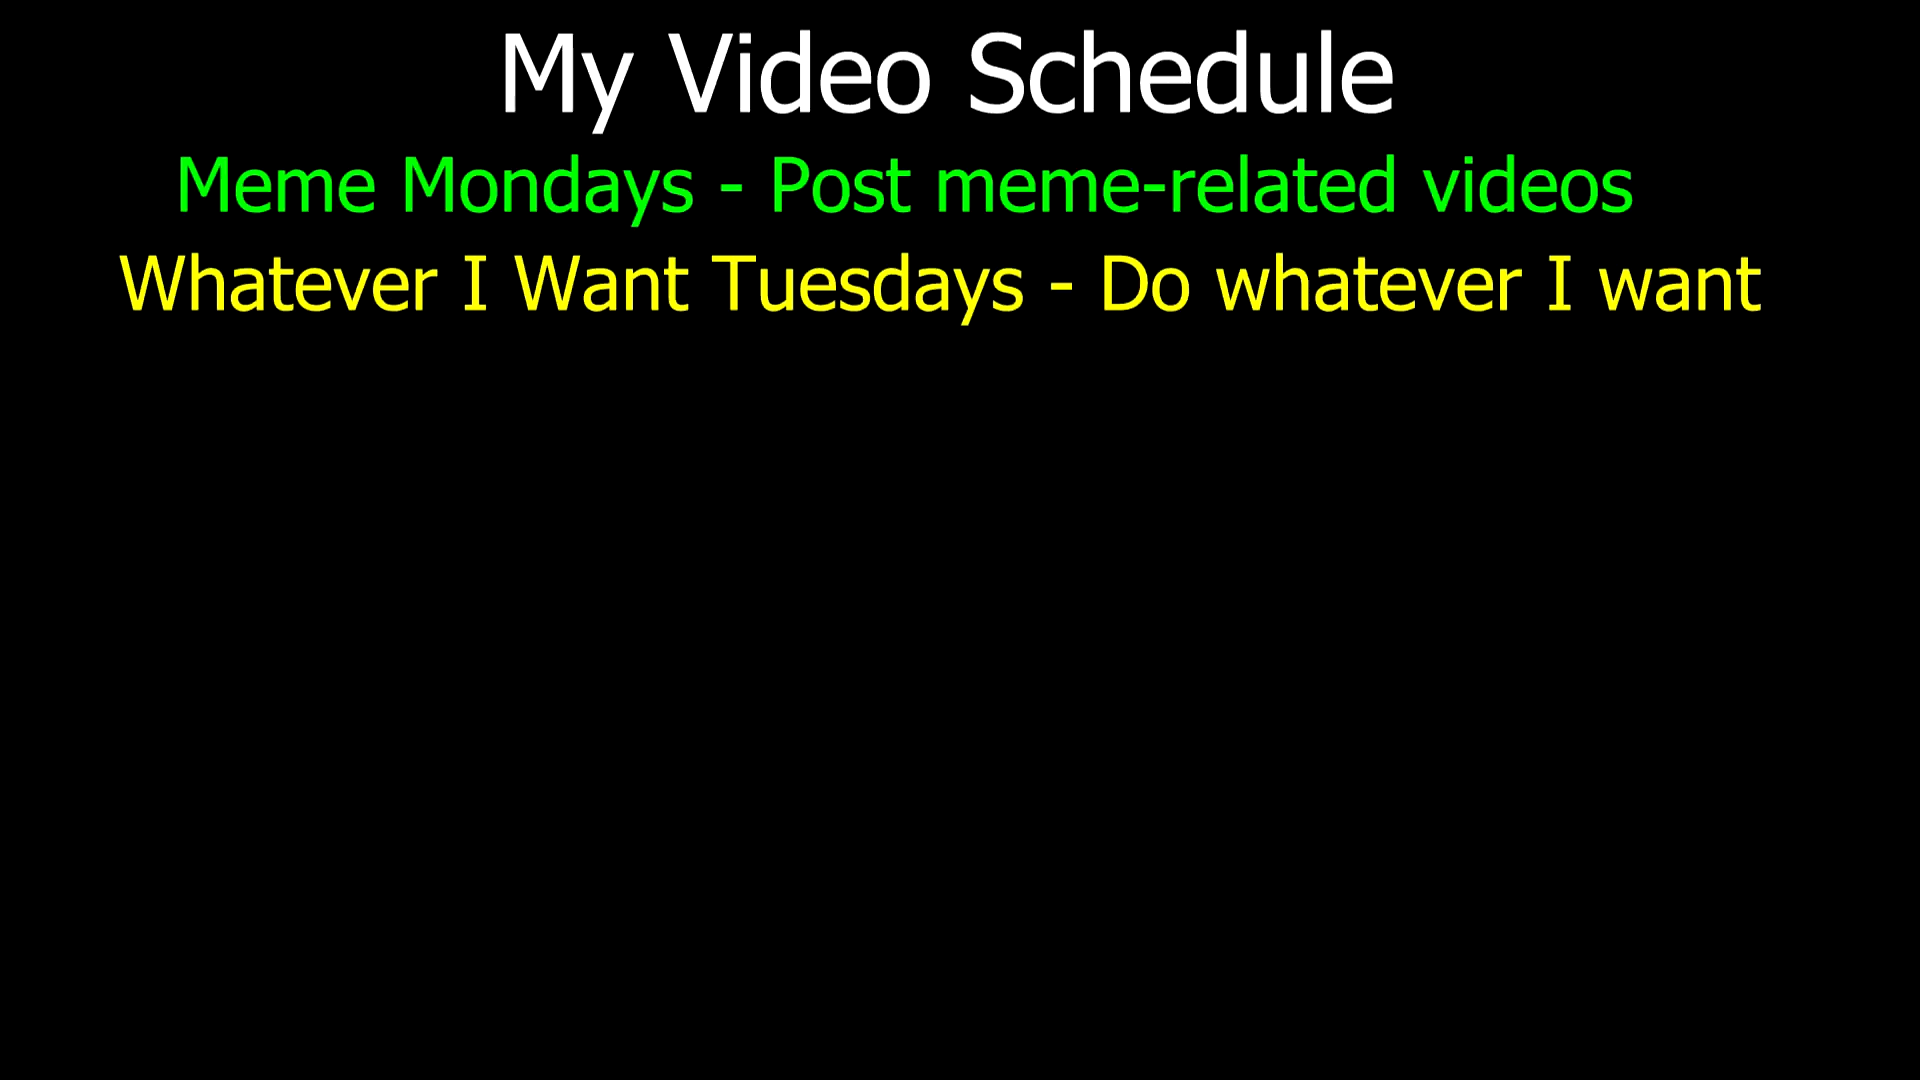 My Video Schedule
Meme Mondays - Post meme-related videos
Whatever I Want Tuesdays - Do whatever I want